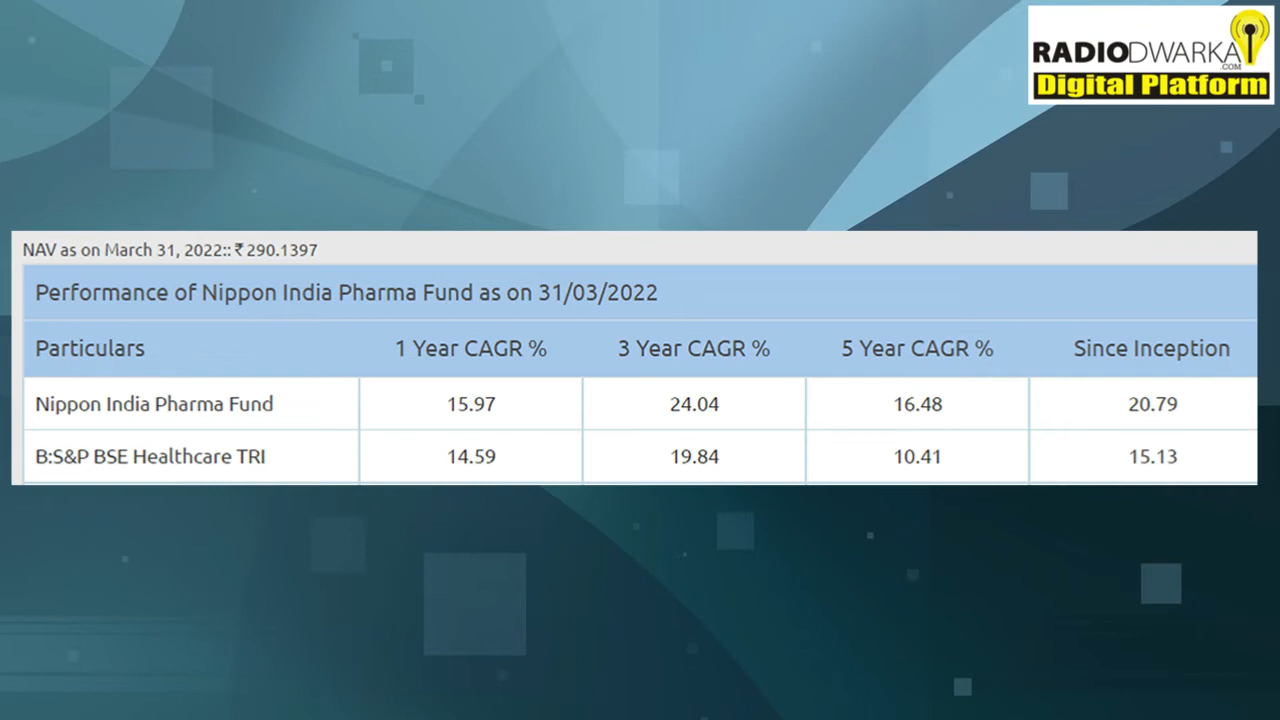 RADIODWARKA
.COM
Digital Platform
NAV as on March 31, 2022:: ₹ 290.1397
Performance of Nippon India Pharma Fund as on 31/03/2022
Particulars 1 Year CAGR % 3 Year CAGR % 5 Year CAGR % Since Inception
Nippon India Pharma Fund 15.97 24.04 16.48 20.79
B:S&P BSE Healthcare TRI 14.59 19.84 10.41 15.13